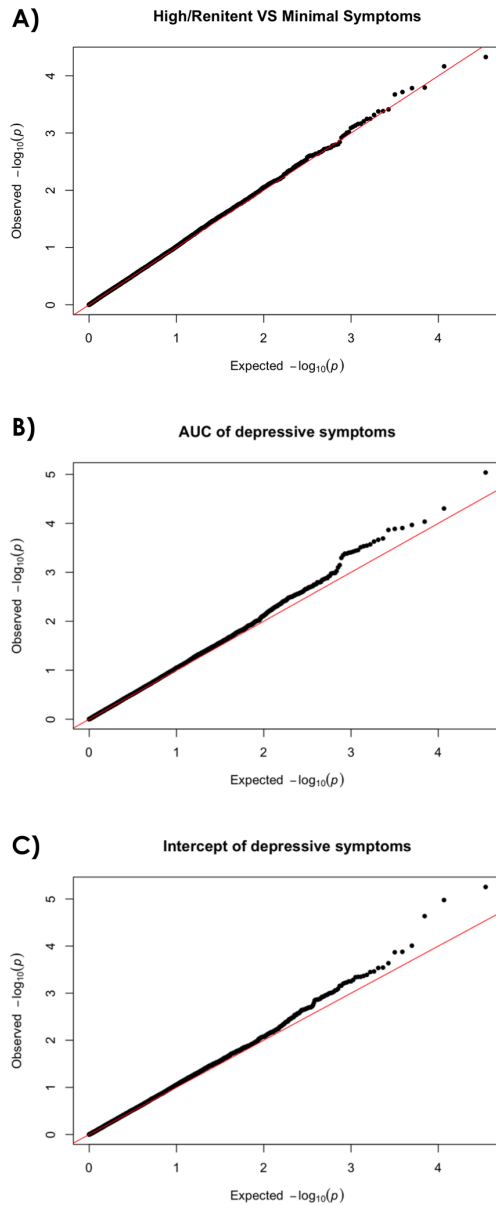 A)
High/Renitent VS Minimal Symptoms
4
3
2
1
0
Observed −log₁₀(p)
0 1 2 3 4
Expected −log₁₀(p)
B)
AUC of depressive symptoms
5
4
3
2
1
0
Observed −log₁₀(p)
0 1 2 3 4
Expected −log₁₀(p)
C)
Intercept of depressive symptoms
5
4
3
2
1
0
Observed −log₁₀(p)
0 1 2 3 4
Expected −log₁₀(p)